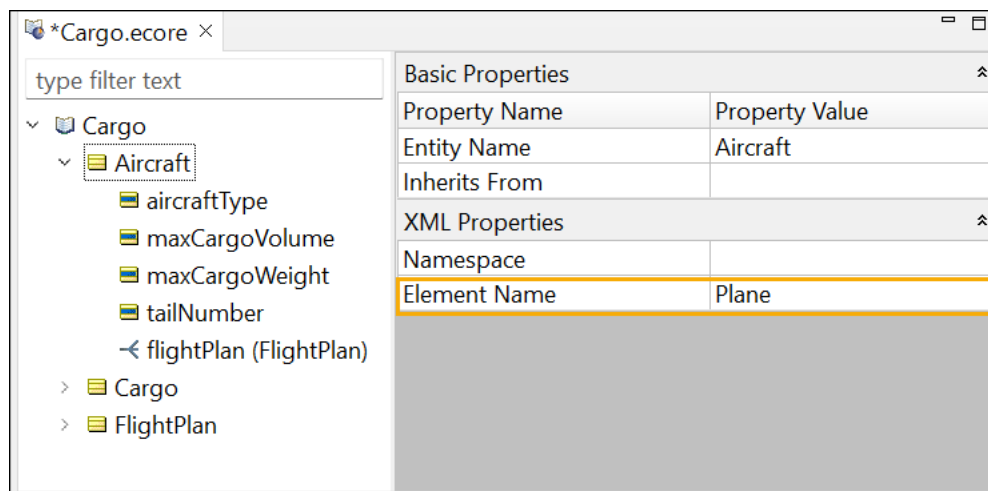 *Cargo.ecore
type filter text
Cargo
Aircraft
aircraftType
maxCargoVolume
maxCargoWeight
tailNumber
flightPlan (FlightPlan)
Cargo
FlightPlan
Basic Properties
Property Name Property Value
Entity Name Aircraft
Inherits From
XML Properties
Namespace
Element Name Plane